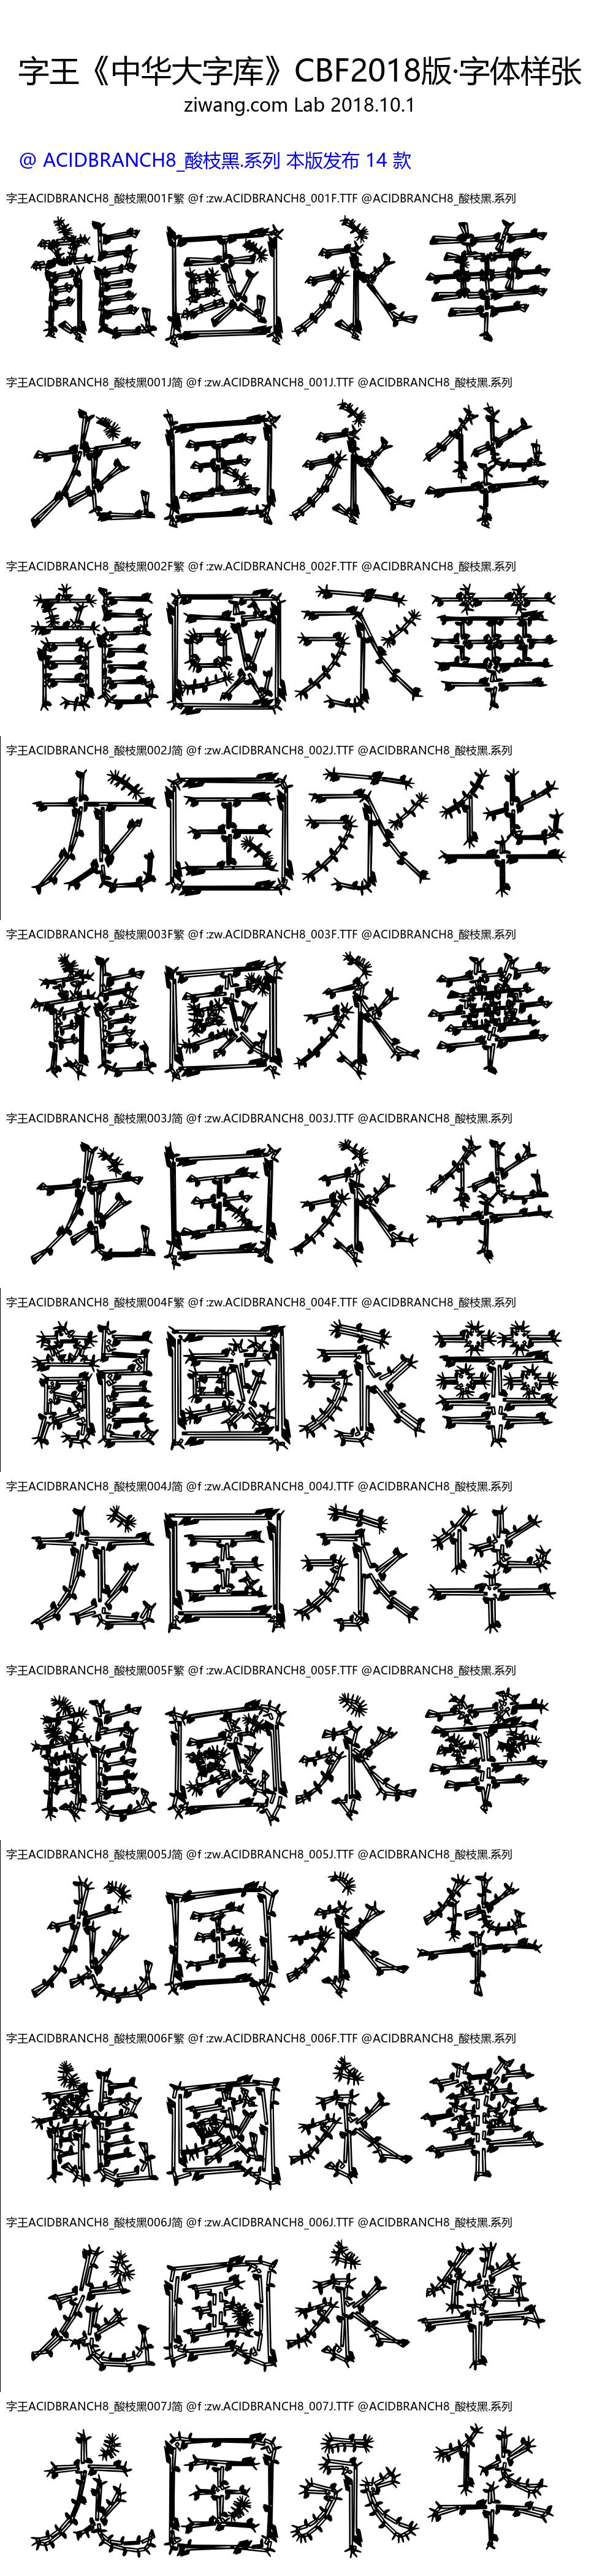 字王《中华大字库》CBF2018版·字体样张
ziwang.com Lab 2018.10.1
@ ACIDBRANCH8_酸枝黑.系列 本版发布 14 款
字王ACIDBRANCH8_酸枝黑001F繁 @f :zw.ACIDBRANCH8_001F.TTF @ACIDBRANCH8_酸枝黑.系列
龍國永華
字王ACIDBRANCH8_酸枝黑001J简 @f :zw.ACIDBRANCH8_001J.TTF @ACIDBRANCH8_酸枝黑.系列
龙国永华
字王ACIDBRANCH8_酸枝黑002F繁 @f :zw.ACIDBRANCH8_002F.TTF @ACIDBRANCH8_酸枝黑.系列
龍國永華
字王ACIDBRANCH8_酸枝黑002J简 @f :zw.ACIDBRANCH8_002J.TTF @ACIDBRANCH8_酸枝黑.系列
龙国永华
字王ACIDBRANCH8_酸枝黑003F繁 @f :zw.ACIDBRANCH8_003F.TTF @ACIDBRANCH8_酸枝黑.系列
龍國永華
字王ACIDBRANCH8_酸枝黑003J简 @f :zw.ACIDBRANCH8_003J.TTF @ACIDBRANCH8_酸枝黑.系列
龙国永华
字王ACIDBRANCH8_酸枝黑004F繁 @f :zw.ACIDBRANCH8_004F.TTF @ACIDBRANCH8_酸枝黑.系列
龍國永華
字王ACIDBRANCH8_酸枝黑004J简 @f :zw.ACIDBRANCH8_004J.TTF @ACIDBRANCH8_酸枝黑.系列
龙国永华
字王ACIDBRANCH8_酸枝黑005F繁 @f :zw.ACIDBRANCH8_005F.TTF @ACIDBRANCH8_酸枝黑.系列
龍國永華
字王ACIDBRANCH8_酸枝黑005J简 @f :zw.ACIDBRANCH8_005J.TTF @ACIDBRANCH8_酸枝黑.系列
龙国永华
字王ACIDBRANCH8_酸枝黑006F繁 @f :zw.ACIDBRANCH8_006F.TTF @ACIDBRANCH8_酸枝黑.系列
龍國永華
字王ACIDBRANCH8_酸枝黑006J简 @f :zw.ACIDBRANCH8_006J.TTF @ACIDBRANCH8_酸枝黑.系列
龙国永华
字王ACIDBRANCH8_酸枝黑007J简 @f :zw.ACIDBRANCH8_007J.TTF @ACIDBRANCH8_酸枝黑.系列
龙国永华